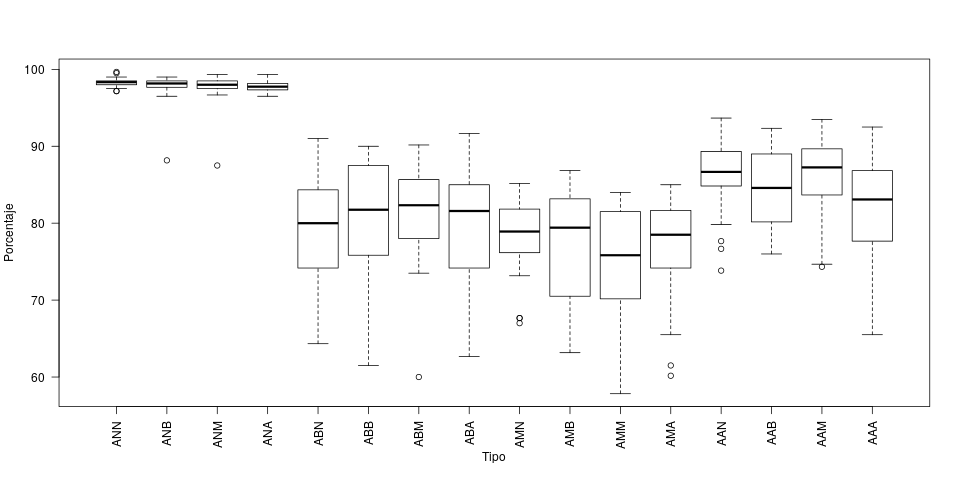 100
90
80
70
60
Porcentaje
ANN ANB ANM ANA ABN ABB ABM ABA AMN AMB AMM AMA AAN AAB AAM AAA
Tipo